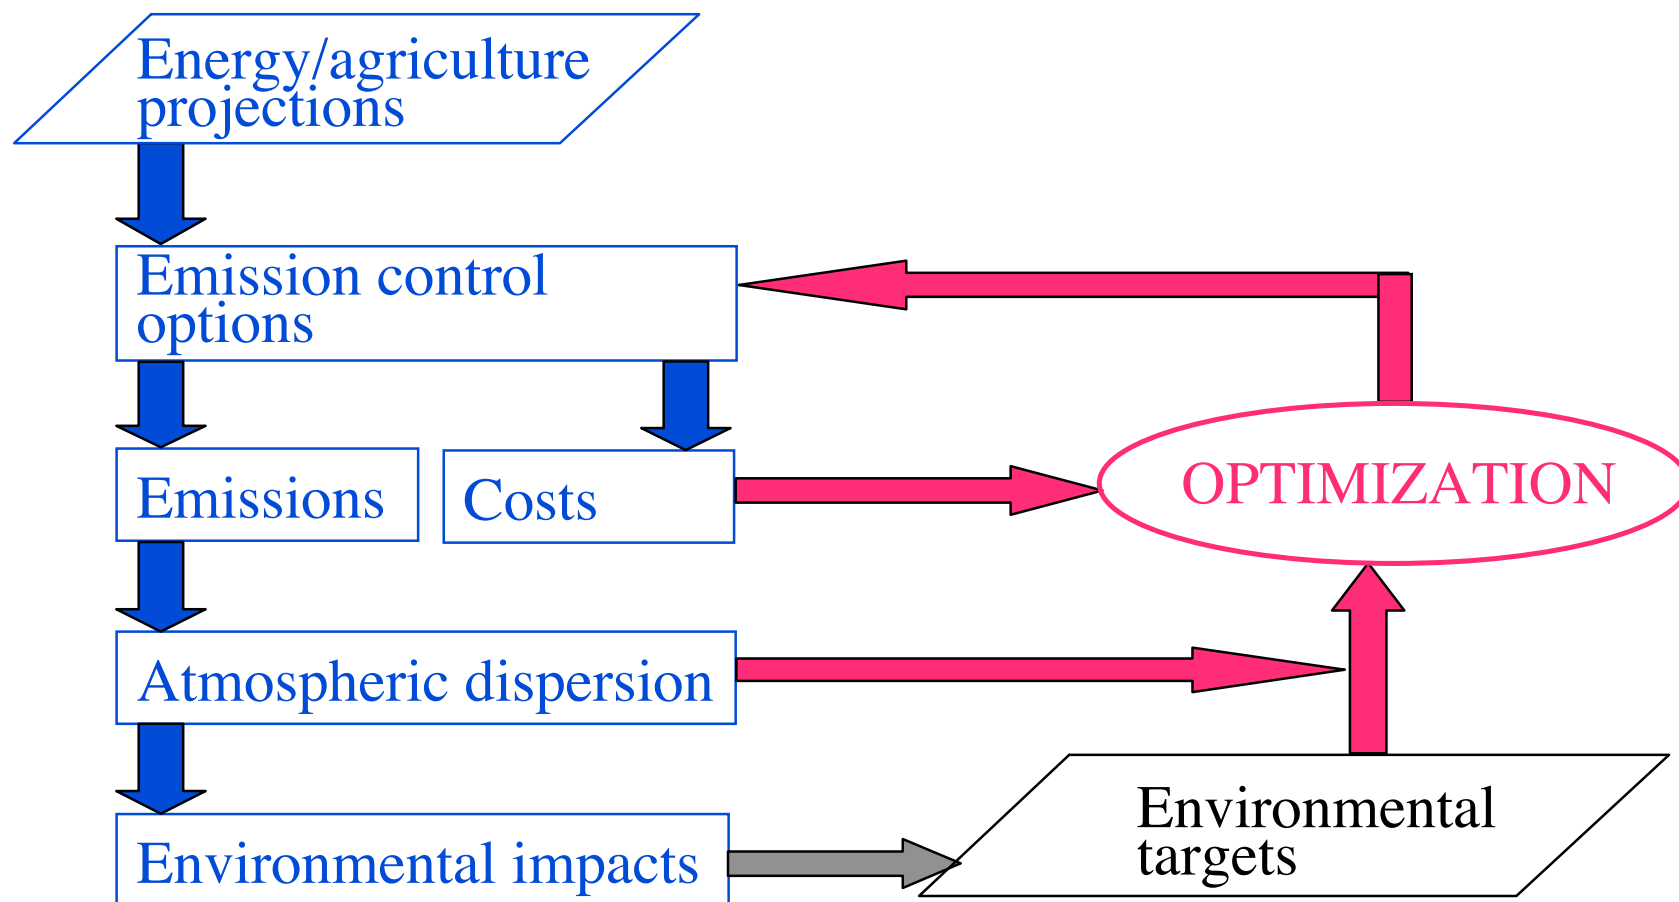 Energy/agriculture
projections
Emission control
options
Emissions
Costs
OPTIMIZATION
Atmospheric dispersion
Environmental
targets
Environmental impacts